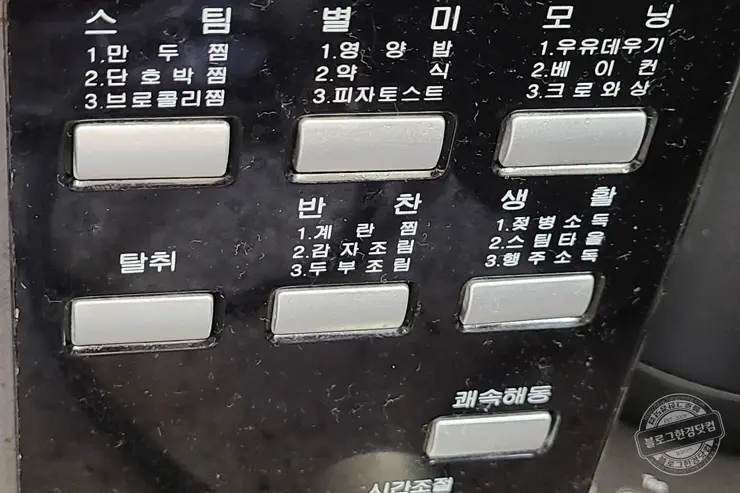 스 팀
1.만 두 찜
2.단 호 박 찜
3.브로콜리찜
별 미
1.영 양 밥
2.약 식
3.피자토스트
모 닝
1.우유데우기
2.베 이 컨
3.크로와상
탈취
반 찬
1.계 란 찜
2.감 자 조 림
3.두 부 조 림
생 활
1.젖 병 소 독
2.스 팀 타 올
3.행 주 소 독
쾌속해동
시간조절
블로그한경닷컴